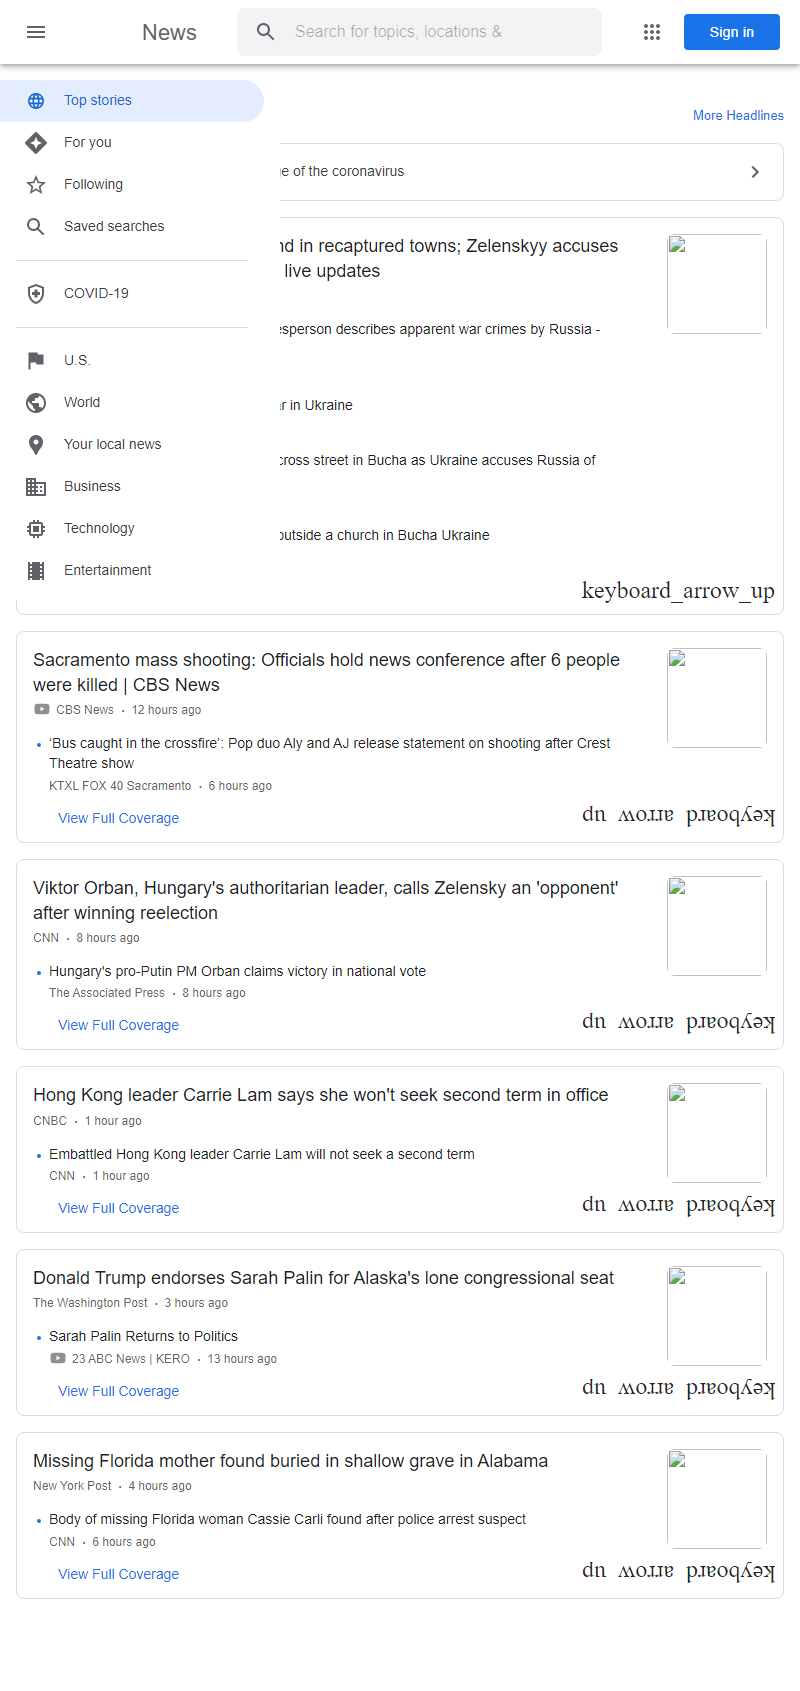 News
Search for topics, locations &
Sign in
Top stories
For you
Following
Saved searches
COVID-19
U.S.
World
Your local news
Business
Technology
Entertainment
More Headlines
of the coronavirus
in recaptured towns; Zelenskyy accuses
live updates
describes apparent war crimes by Russia -
in Ukraine
street in Bucha as Ukraine accuses Russia of
outside a church in Bucha Ukraine
keyboard_arrow_up
Sacramento mass shooting: Officials hold news conference after 6 people
were killed | CBS News
CBS News · 12 hours ago
‘Bus caught in the crossfire’: Pop duo Aly and AJ release statement on shooting after Crest
Theatre show
KTXL FOX 40 Sacramento · 6 hours ago
View Full Coverage
keyboard_arrow_up
Viktor Orban, Hungary's authoritarian leader, calls Zelensky an 'opponent'
after winning reelection
CNN · 8 hours ago
Hungary's pro-Putin PM Orban claims victory in national vote
The Associated Press · 8 hours ago
View Full Coverage
keyboard_arrow_up
Hong Kong leader Carrie Lam says she won't seek second term in office
CNBC · 1 hour ago
Embattled Hong Kong leader Carrie Lam will not seek a second term
CNN · 1 hour ago
View Full Coverage
keyboard_arrow_up
Donald Trump endorses Sarah Palin for Alaska's lone congressional seat
The Washington Post · 3 hours ago
Sarah Palin Returns to Politics
23 ABC News | KERO · 13 hours ago
View Full Coverage
keyboard_arrow_up
Missing Florida mother found buried in shallow grave in Alabama
New York Post · 4 hours ago
Body of missing Florida woman Cassie Carli found after police arrest suspect
CNN · 6 hours ago
View Full Coverage
keyboard_arrow_up